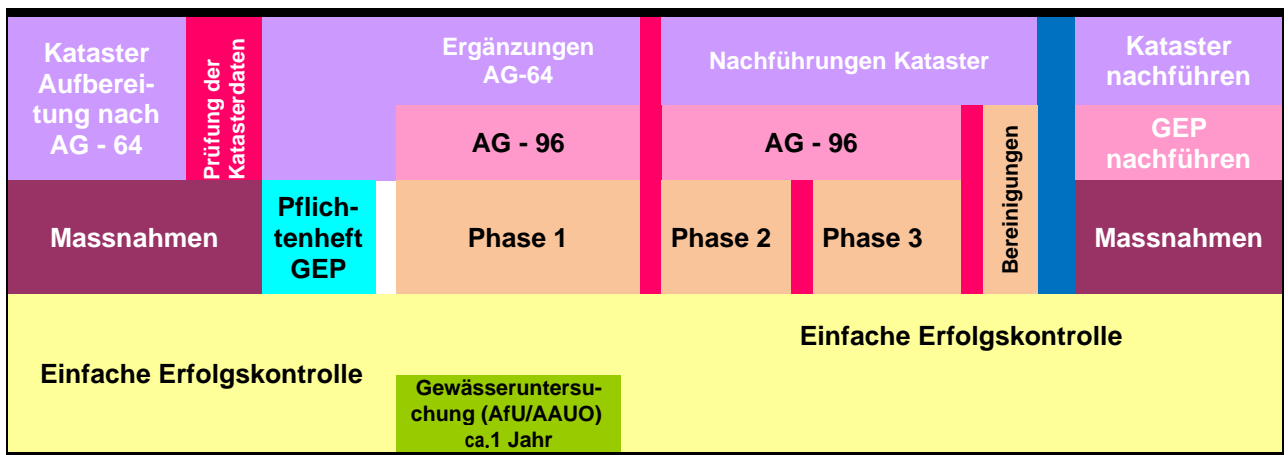 Kataster
Aufberei-
tung nach
AG - 64
Prüfung der
Katasterdaten
Ergänzungen
AG-64
Nachführungen Kataster
Kataster
nachführen
AG - 96
AG - 96
Bereinigungen
GEP
nachführen
Massnahmen
Pflich-
tenheft
GEP
Phase 1
Phase 2
Phase 3
Massnahmen
Einfache Erfolgskontrolle
Einfache Erfolgskontrolle
Gewässeruntersu-
chung (AfU/AAUO)
ca.1 Jahr